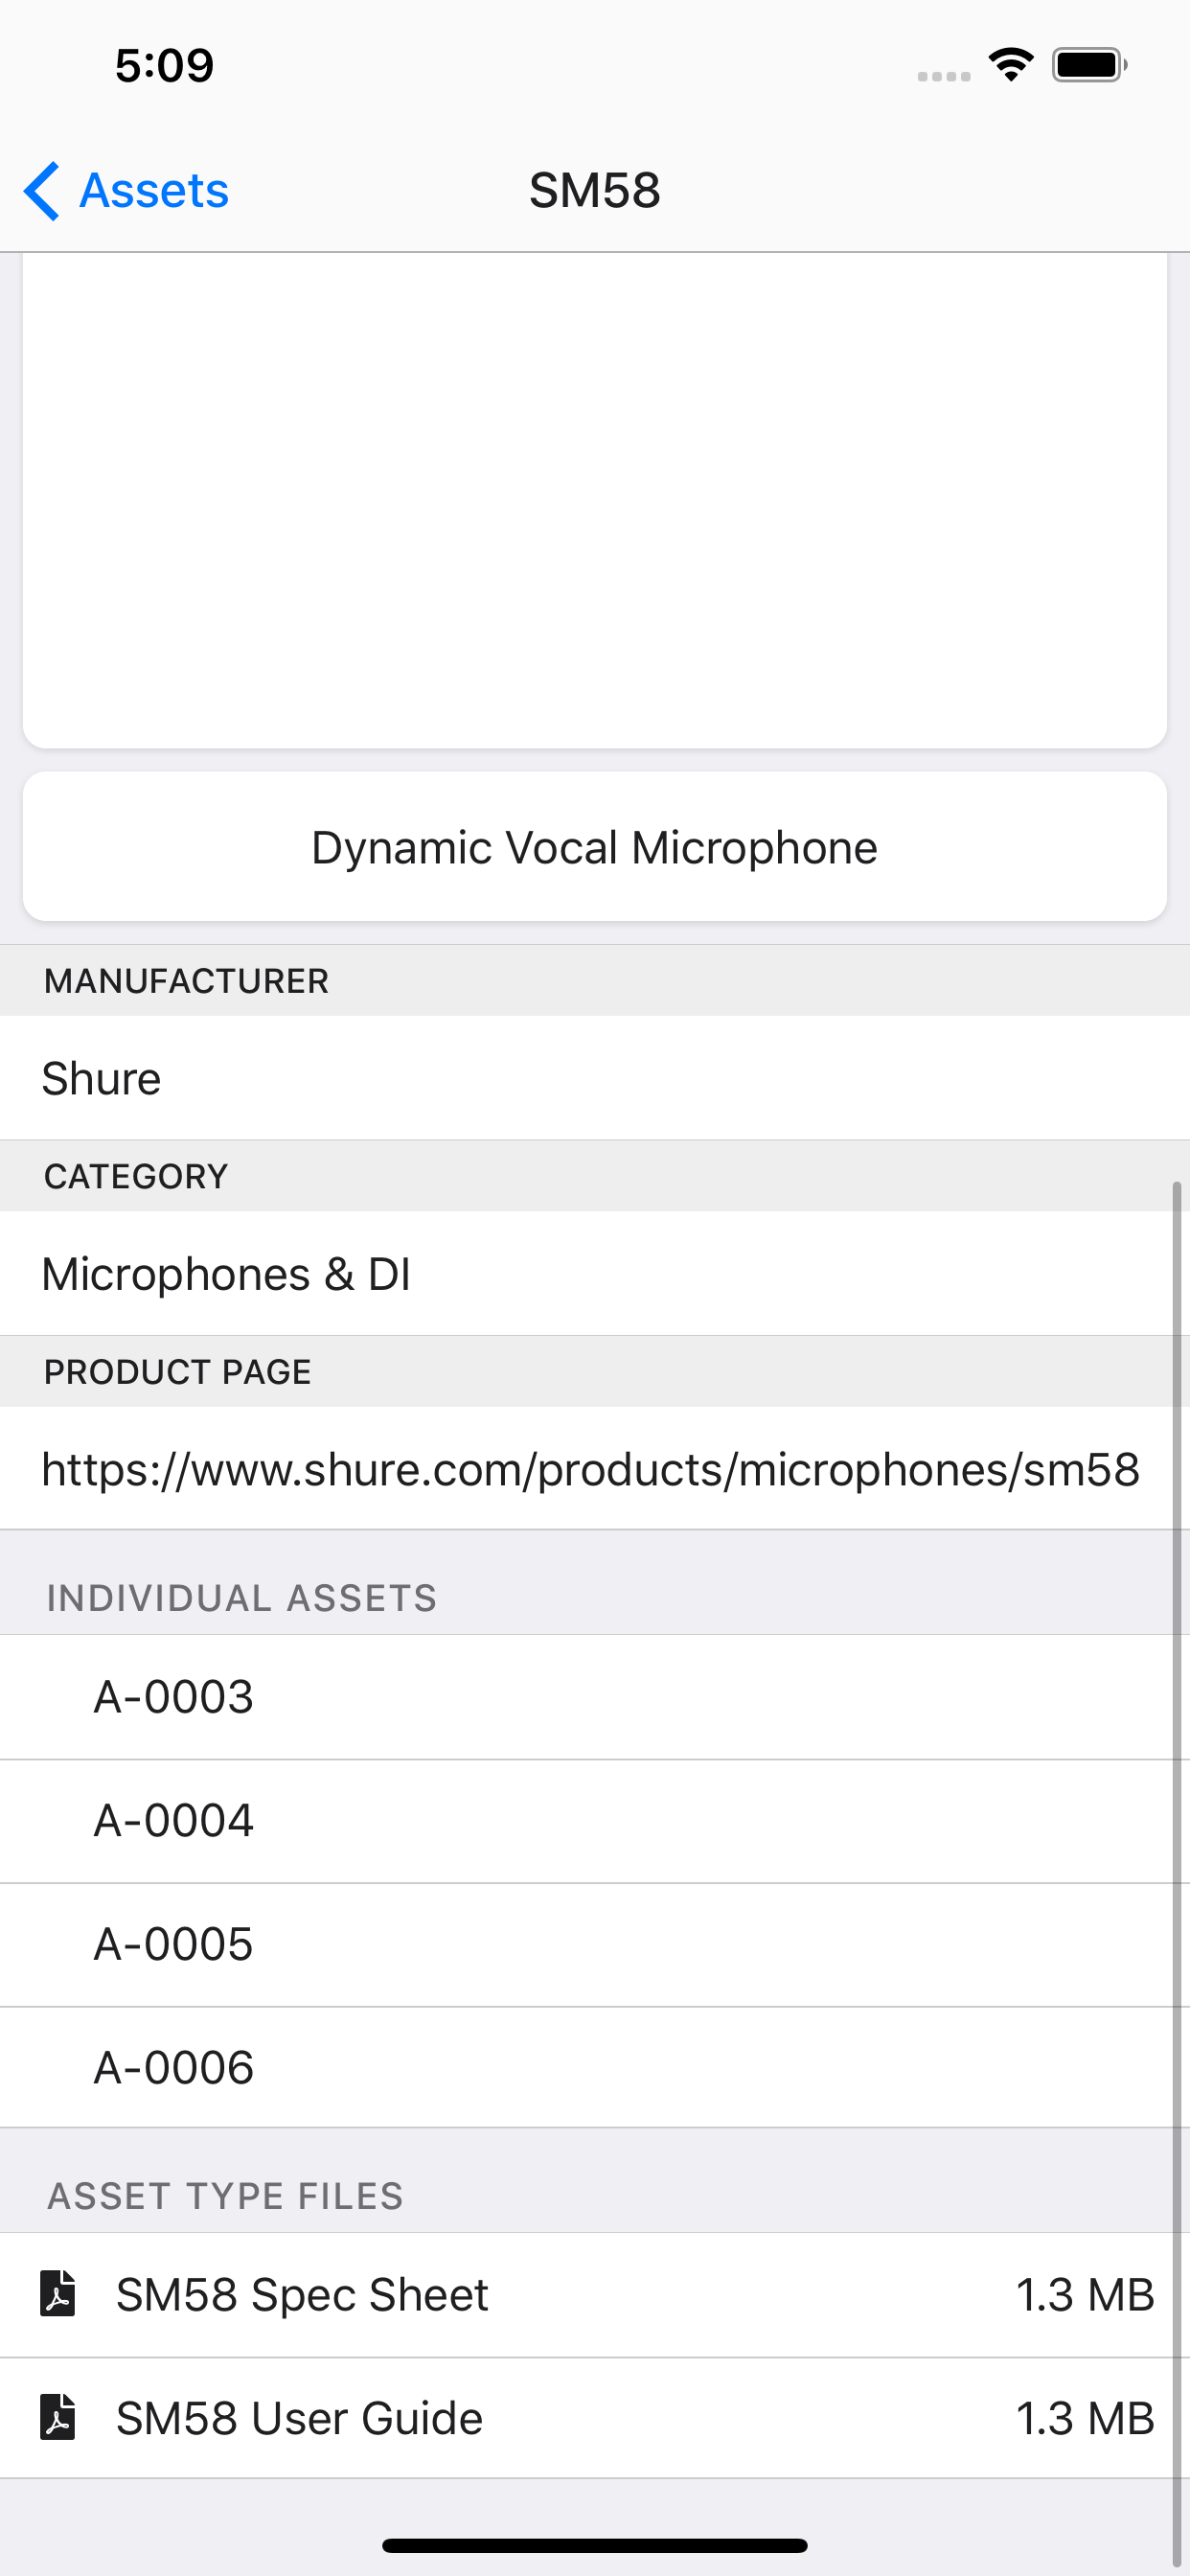 5:09
Assets
SM58
Dynamic Vocal Microphone
MANUFACTURER
Shure
CATEGORY
Microphones & DI
PRODUCT PAGE
https://www.shure.com/products/microphones/sm58
INDIVIDUAL ASSETS
A-0003
A-0004
A-0005
A-0006
ASSET TYPE FILES
SM58 Spec Sheet 1.3 MB
SM58 User Guide 1.3 MB